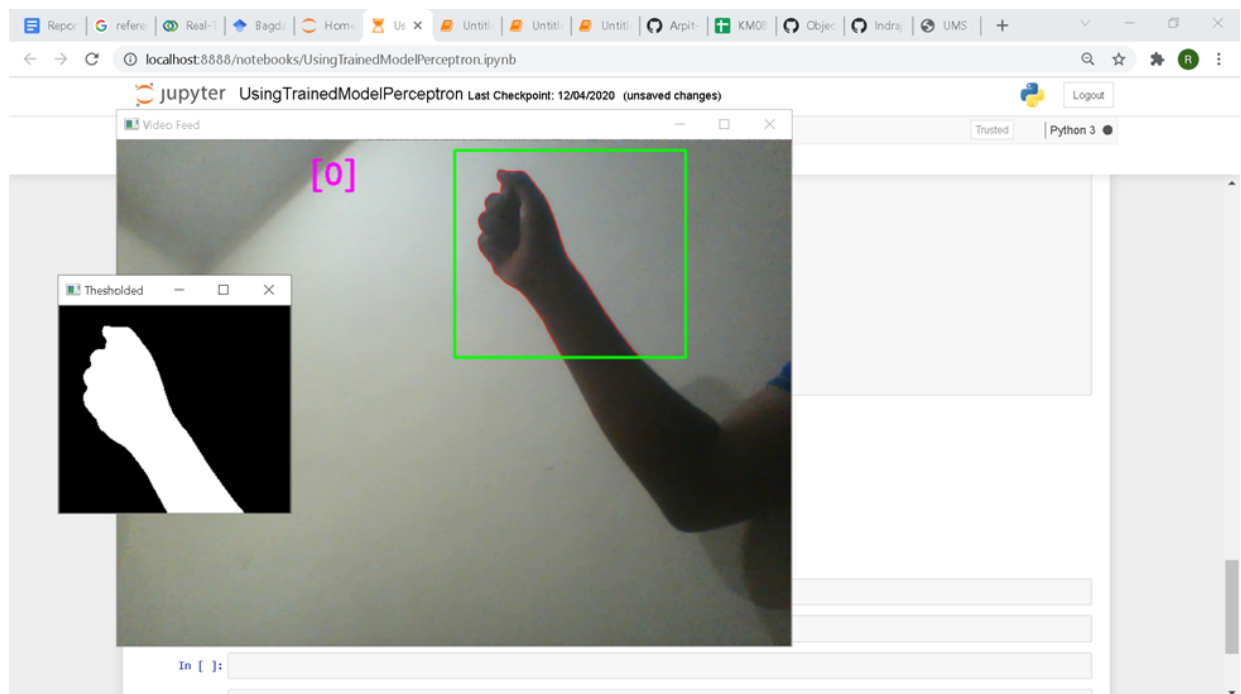 Repor refere Real-T Bagda Home Us Untitl Untitl Untitl Arpit- KM08 Objec Indraj UMS -
localhost:8888/notebooks/UsingTrainedModelPerceptron.ipynb
R
jupyter UsingTrainedModelPerceptron Last Checkpoint: 12/04/2020 (unsaved changes)
Logout
Video Feed
Trusted Python 3
[0]
Thesholded
In [ ]: